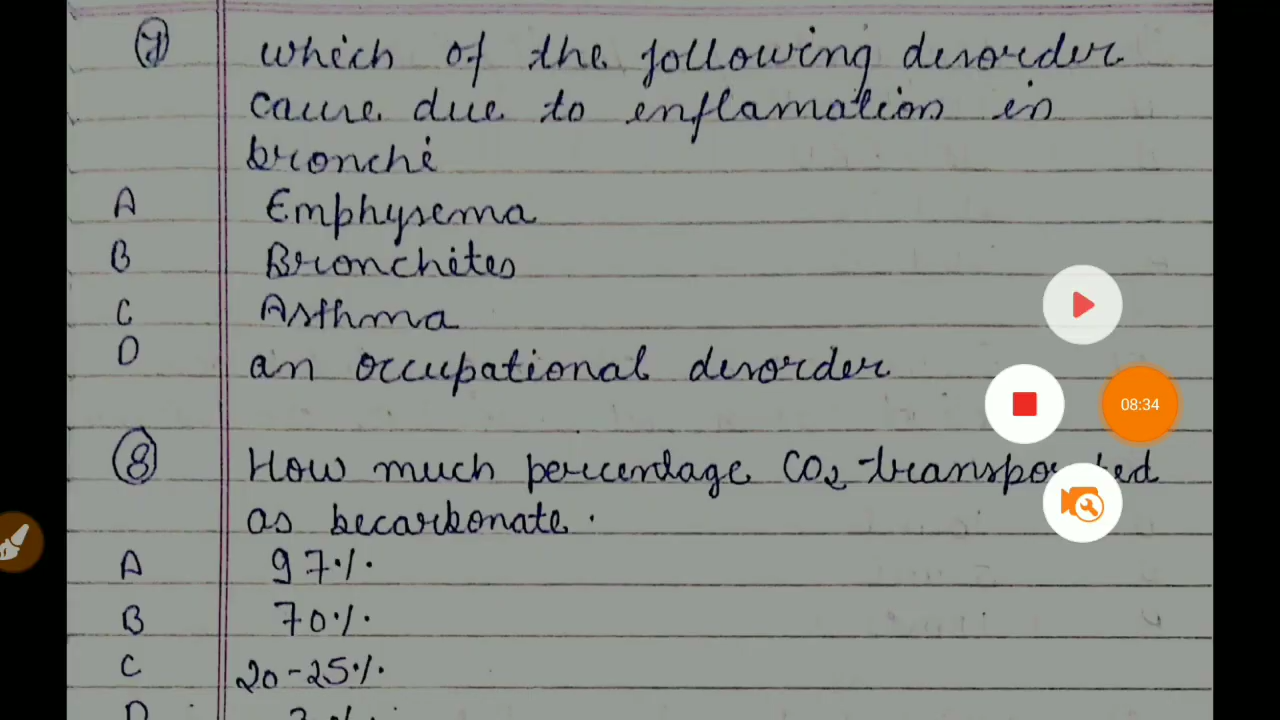 7 which of the following disorder
cause due to inflamation in
bronchi
A Emphysema
B Bronchites
C Asthma
D an occupational disorder
8 How much percentage CO2 transported
as bicarbonate.
A 97%
B 70%
C 20-25%
D 3%
08:34